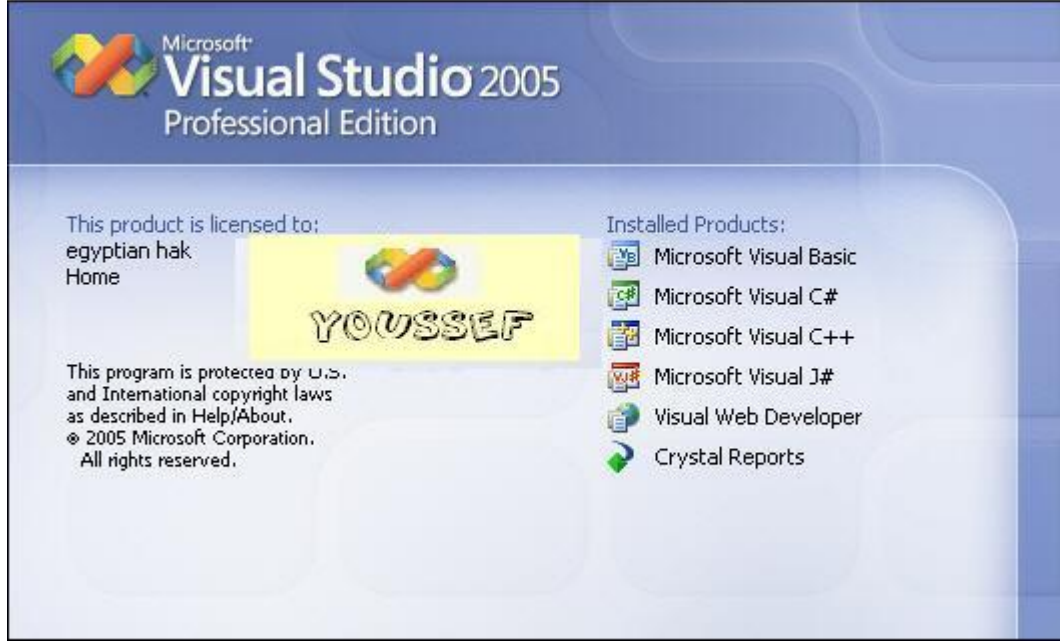 Microsoft
Visual Studio 2005
Professional Edition
This product is licensed to:
egyptian hak
Home
YOUSSEF
This program is protected by U.S.
and International copyright laws
as described in Help/About.
© 2005 Microsoft Corporation.
All rights reserved.
Installed Products:
Microsoft Visual Basic
Microsoft Visual C#
Microsoft Visual C++
Microsoft Visual J#
Visual Web Developer
Crystal Reports